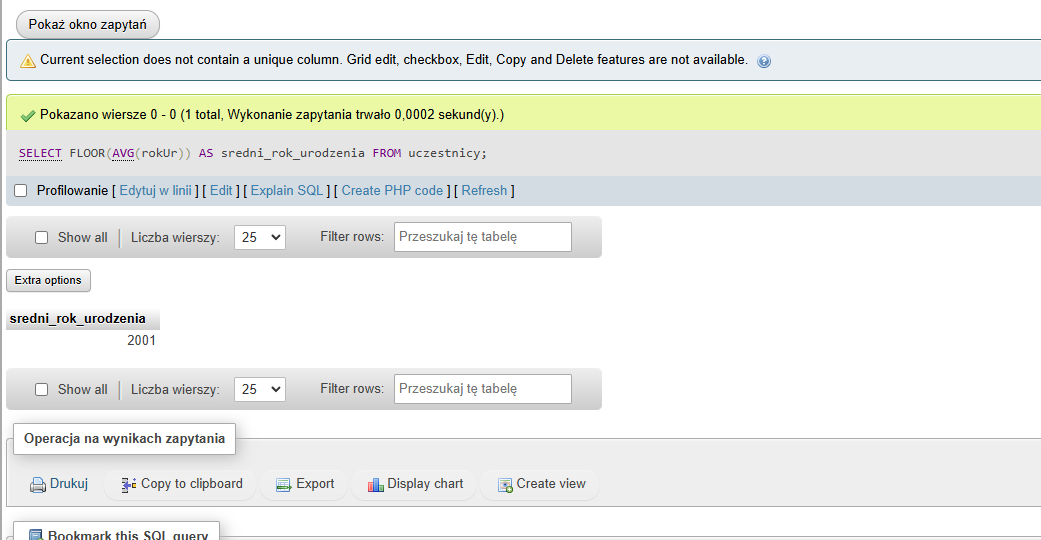 Pokaż okno zapytań
Current selection does not contain a unique column. Grid edit, checkbox, Edit, Copy and Delete features are not available.
Pokazano wiersze 0 - 0 (1 total, Wykonanie zapytania trwało 0,0002 sekund(y).)
SELECT FLOOR(AVG(rokUr)) AS sredni_rok_urodzenia FROM uczestnicy;
Profilowanie [ Edytuj w linii ] [ Edit ] [ Explain SQL ] [ Create PHP code ] [ Refresh ]
Show all Liczba wierszy: 25 Filter rows: Przeszukaj tę tabelę
Extra options
sredni_rok_urodzenia
2001
Show all Liczba wierszy: 25 Filter rows: Przeszukaj tę tabelę
Operacja na wynikach zapytania
Drukuj Copy to clipboard Export Display chart Create view
Bookmark this SQL query